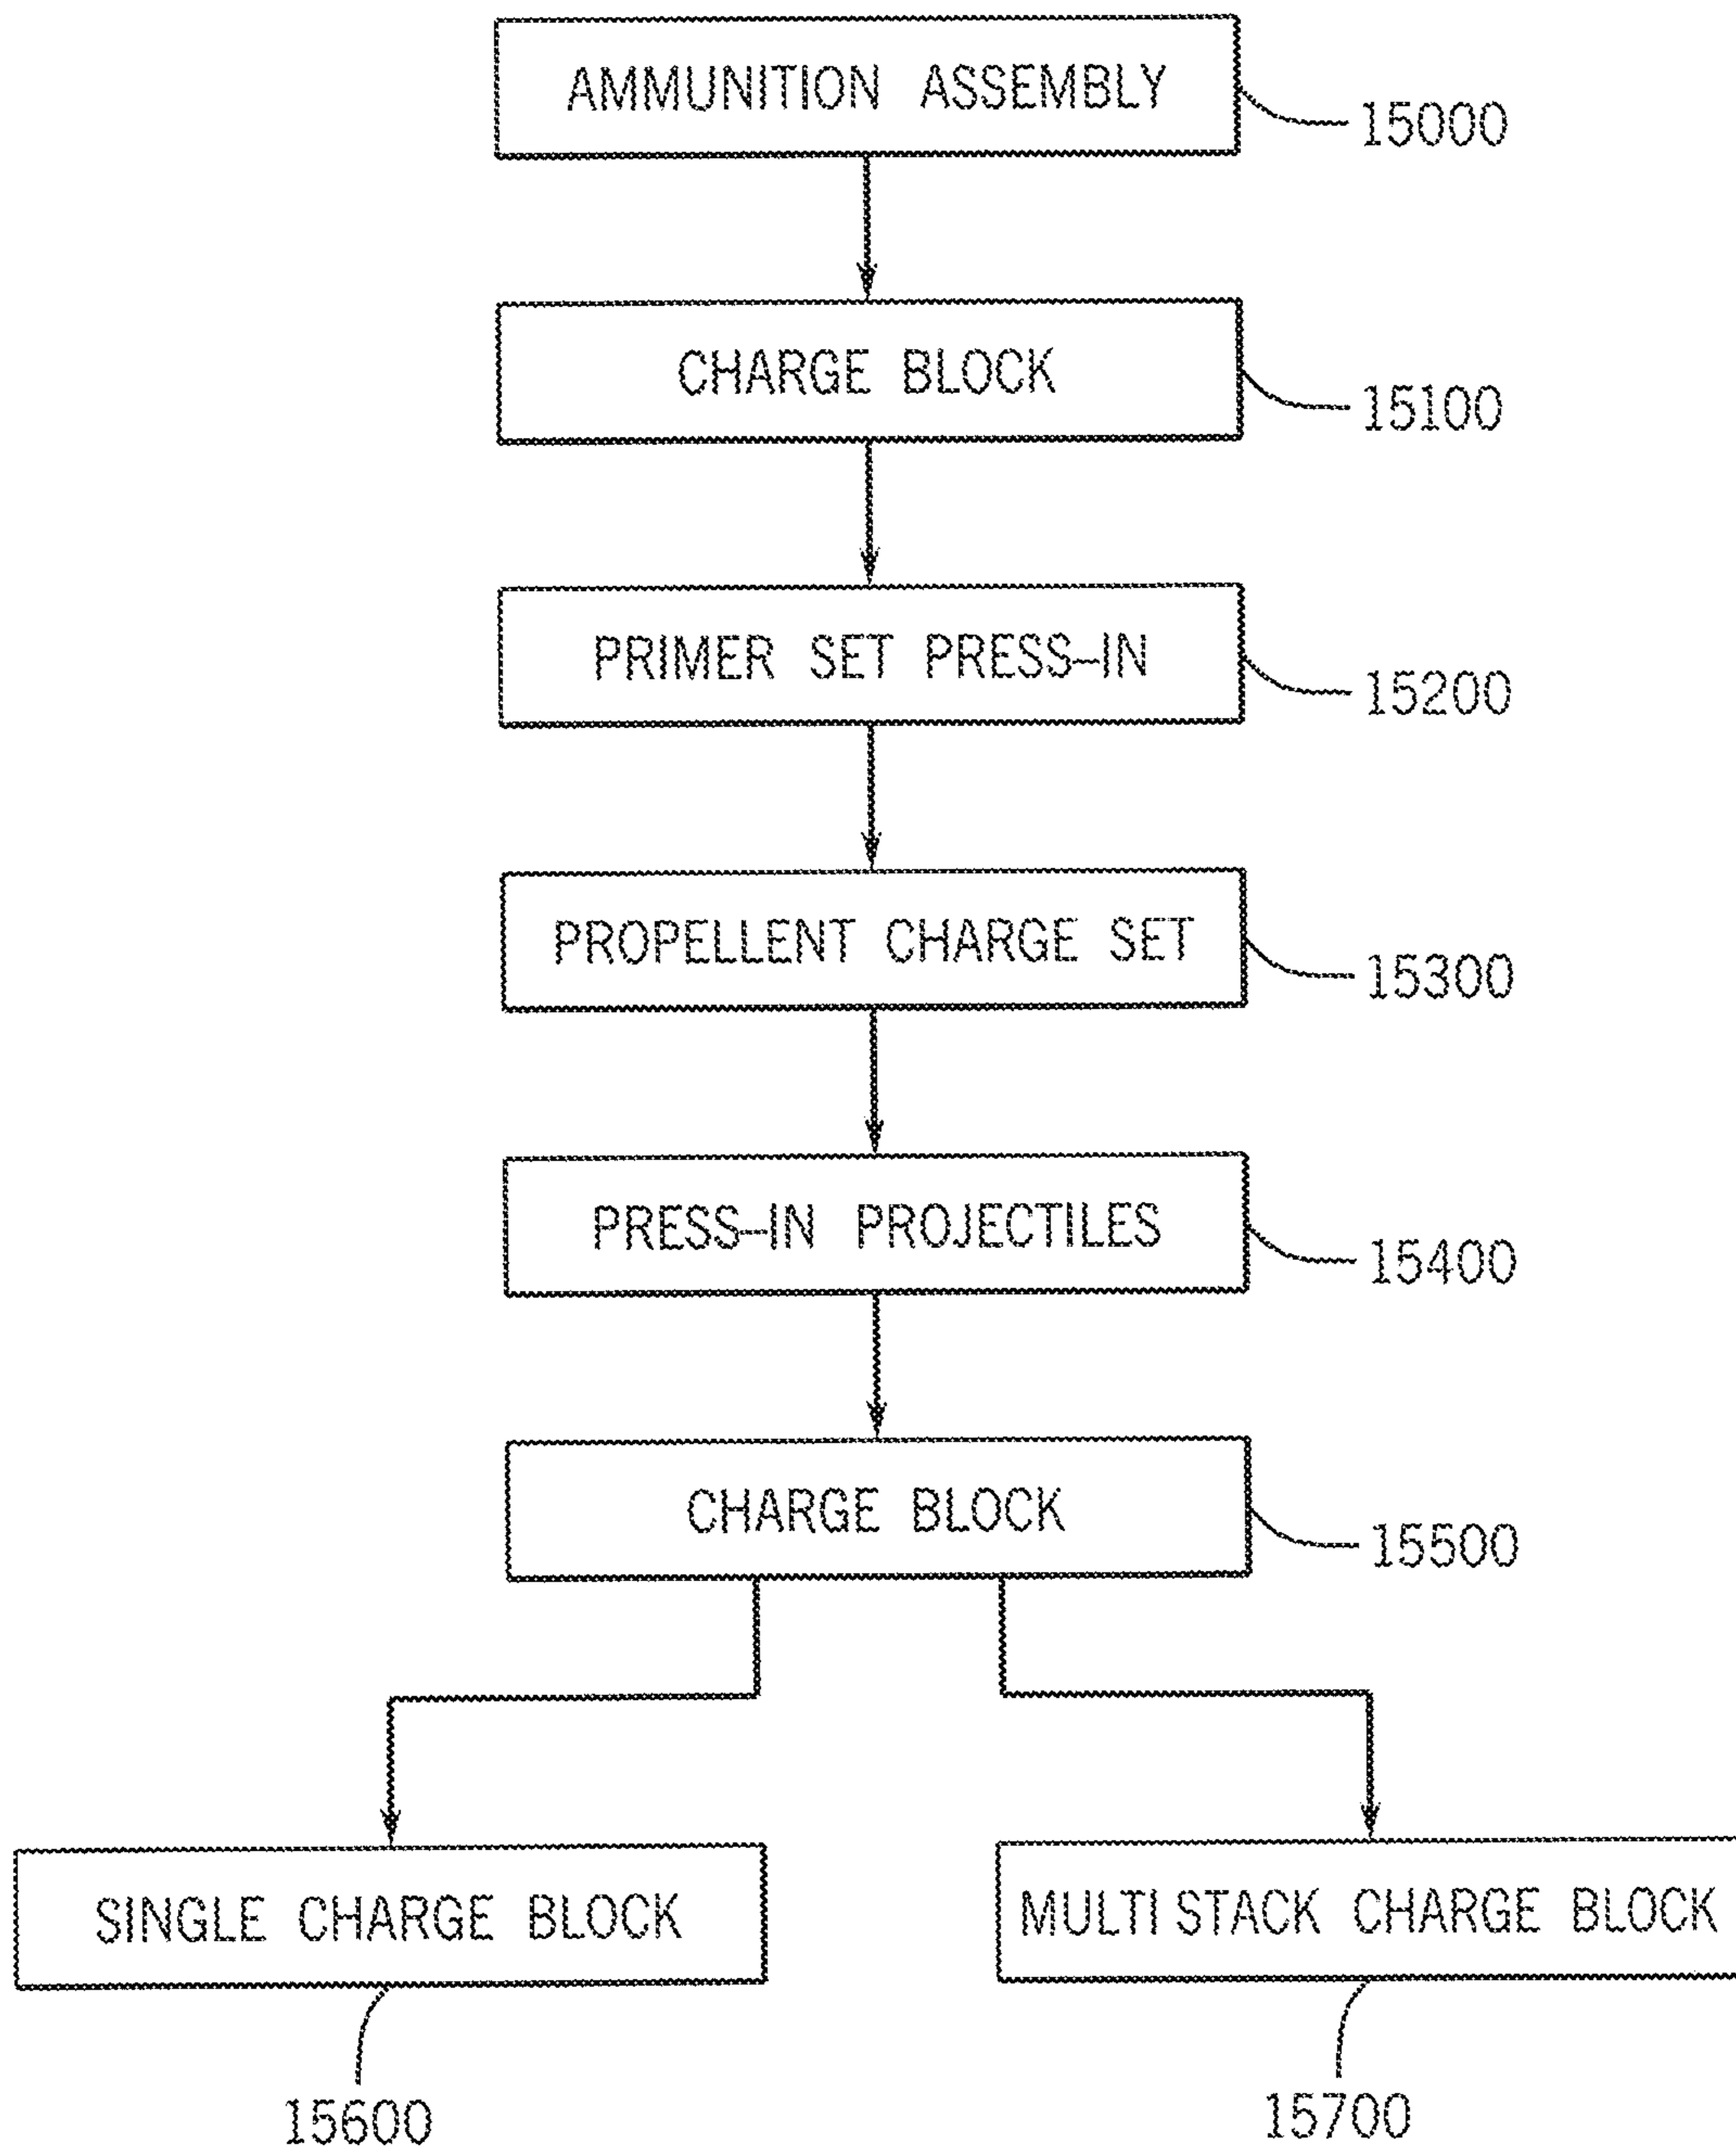 AMMUNITION ASSEMBLY
15000
CHARGE BLOCK
15100
PRIMER SET PRESS-IN
15200
PROPELLENT CHARGE SET
15300
PRESS-IN PROJECTILES
15400
CHARGE BLOCK
15500
SINGLE CHARGE BLOCK
MULTI STACK CHARGE BLOCK
15600
15700